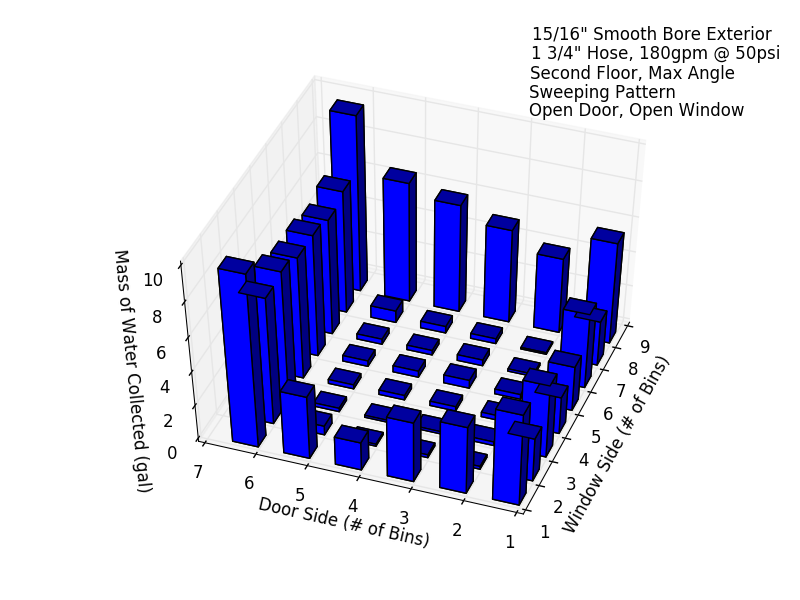 15/16" Smooth Bore Exterior
1 3/4" Hose, 180gpm @ 50psi
Second Floor, Max Angle
Sweeping Pattern
Open Door, Open Window
Mass of Water Collected (gal)
10
8
6
4
2
0
7
6
5
4
3
2
1
Door Side (# of Bins)
9
8
7
6
5
4
3
2
1
Window Side (# of Bins)